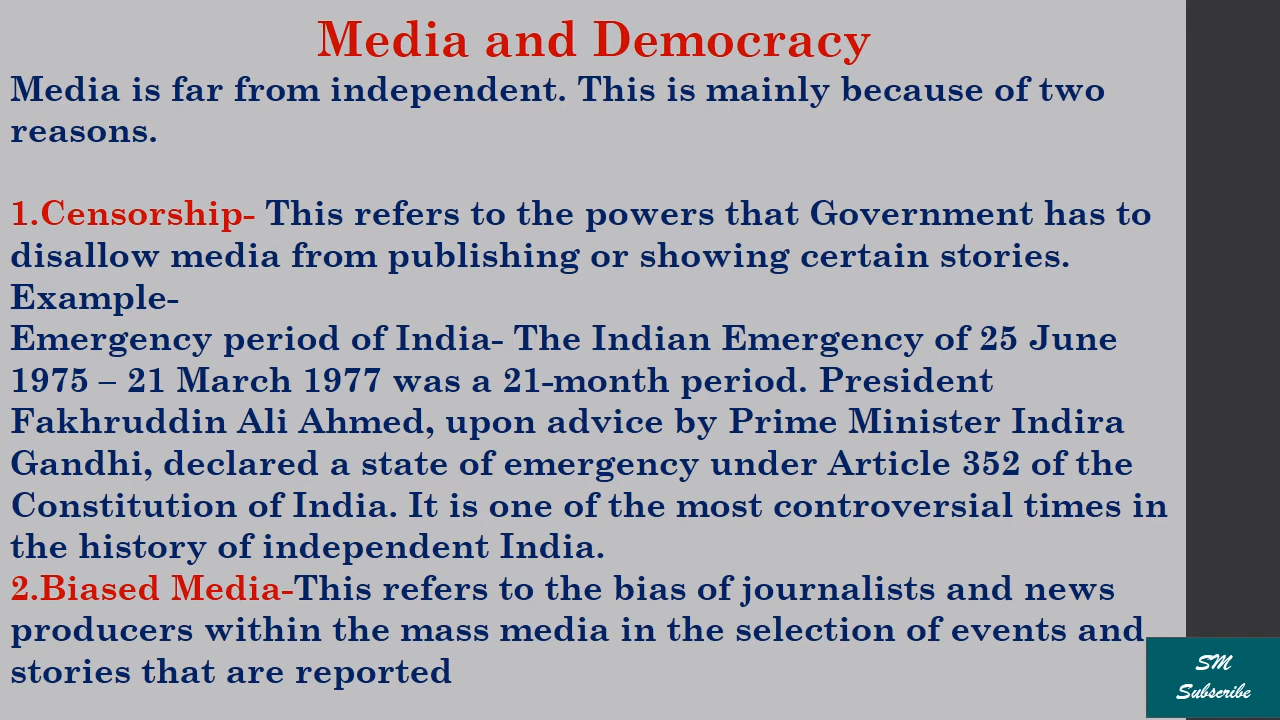 Media and Democracy
Media is far from independent. This is mainly because of two
reasons.
1.Censorship- This refers to the powers that Government has to
disallow media from publishing or showing certain stories.
Example-
Emergency period of India- The Indian Emergency of 25 June
1975 – 21 March 1977 was a 21-month period. President
Fakhruddin Ali Ahmed, upon advice by Prime Minister Indira
Gandhi, declared a state of emergency under Article 352 of the
Constitution of India. It is one of the most controversial times in
the history of independent India.
2.Biased Media-This refers to the bias of journalists and news
producers within the mass media in the selection of events and
stories that are reported
SM
Subscribe